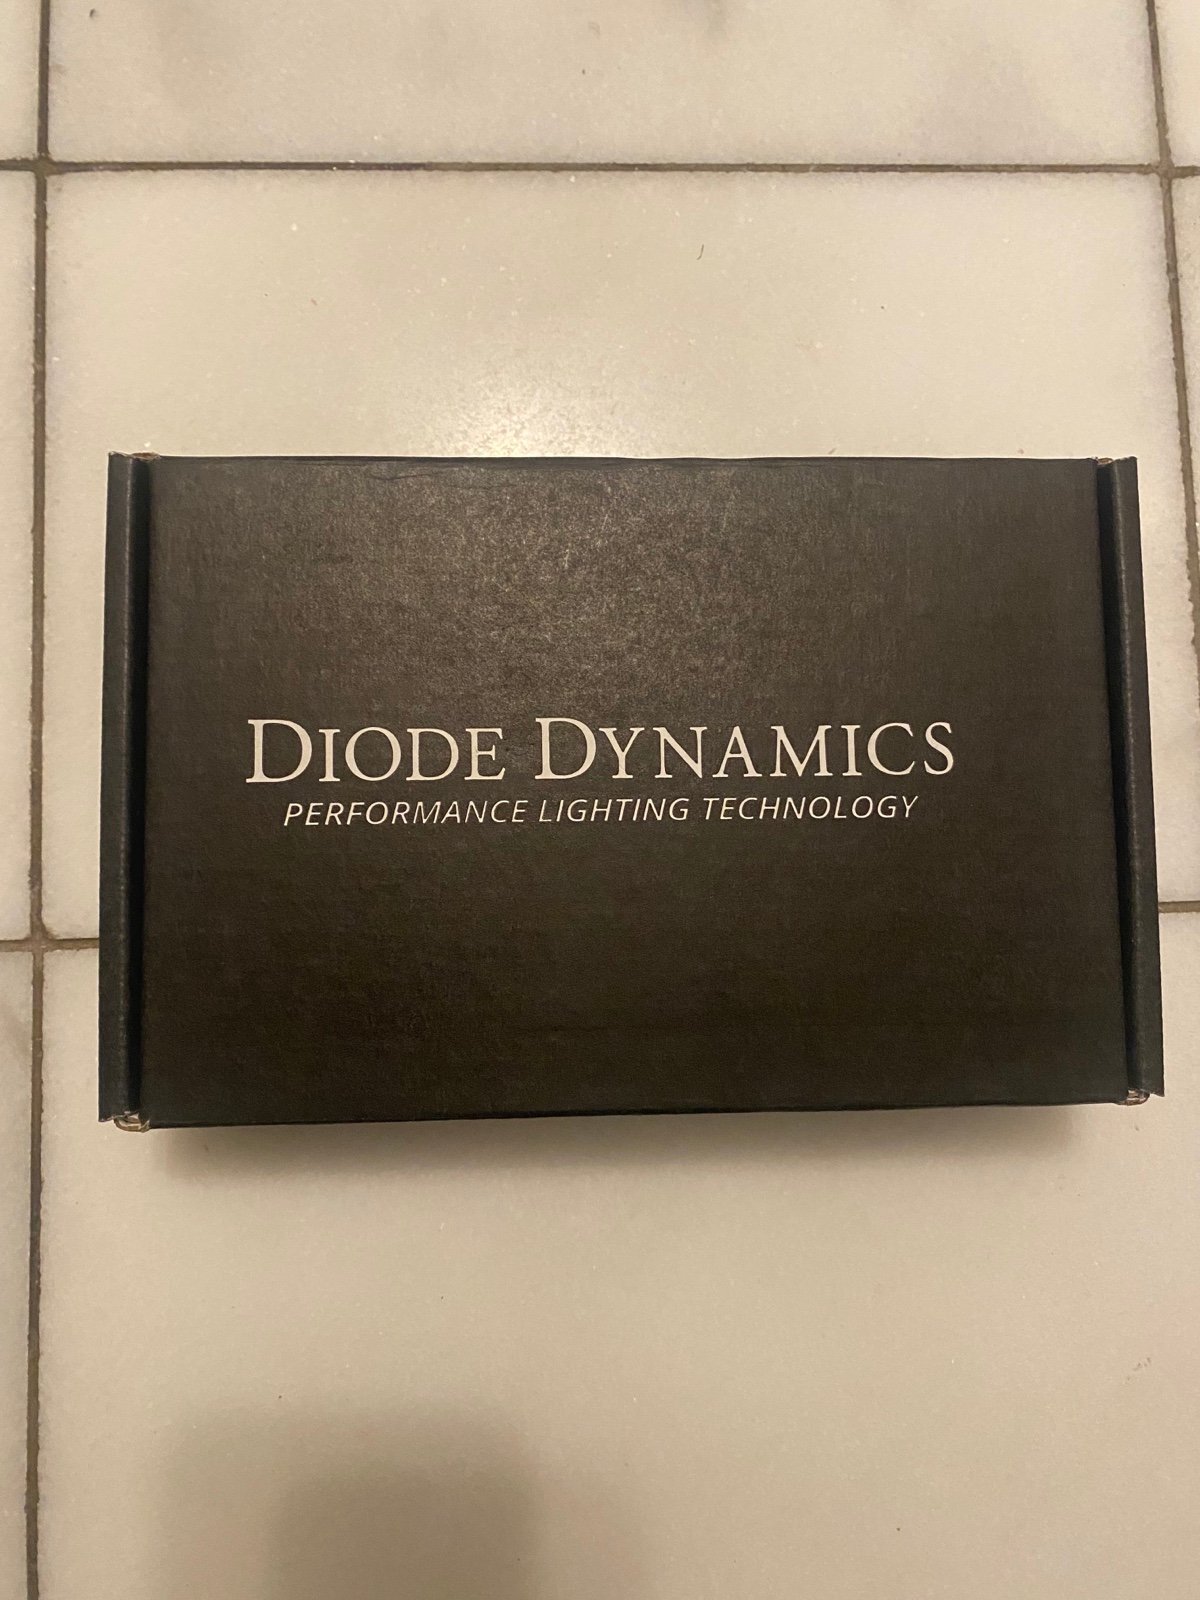 DIODE DYNAMICS
PERFORMANCE LIGHTING TECHNOLOGY